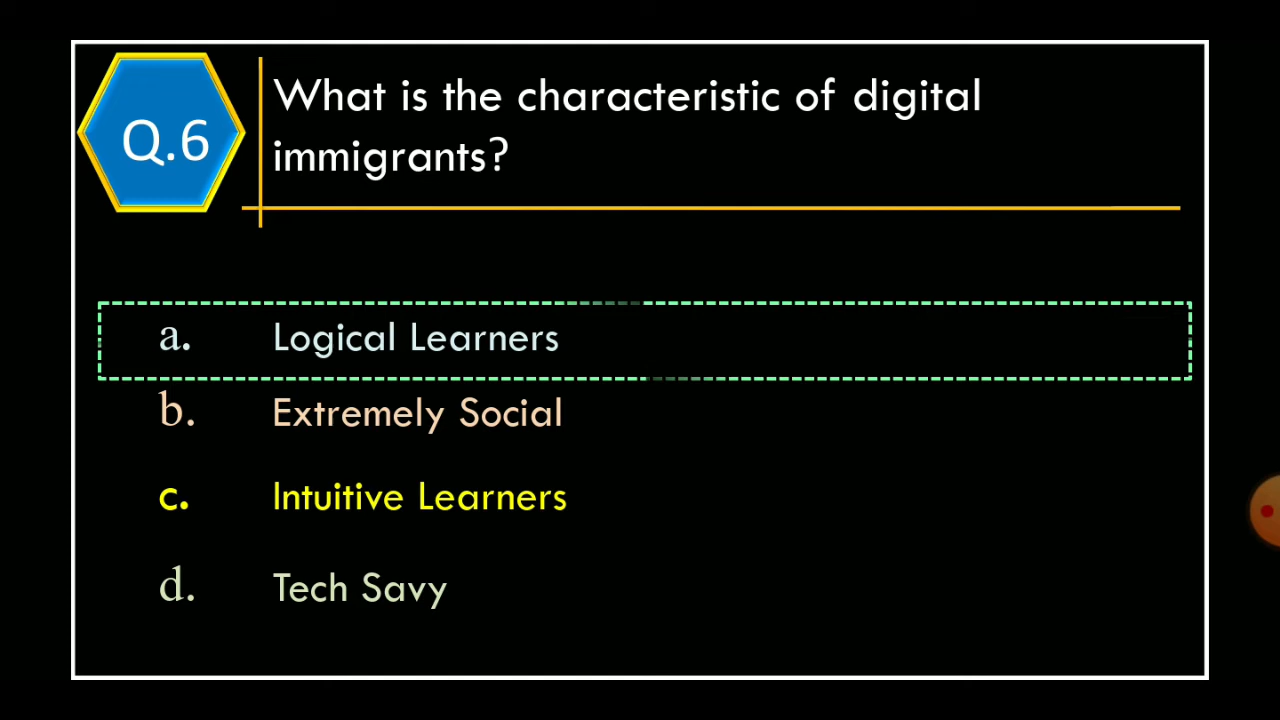 Q.6
What is the characteristic of digital
immigrants?
a. Logical Learners
b. Extremely Social
c. Intuitive Learners
d. Tech Savy